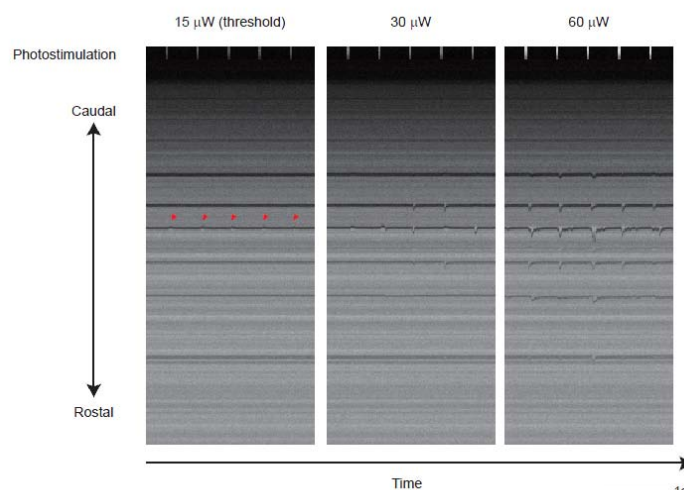 15 μW (threshold)
30 μW
60 μW
Photostimulation
Caudal
Rostal
Time